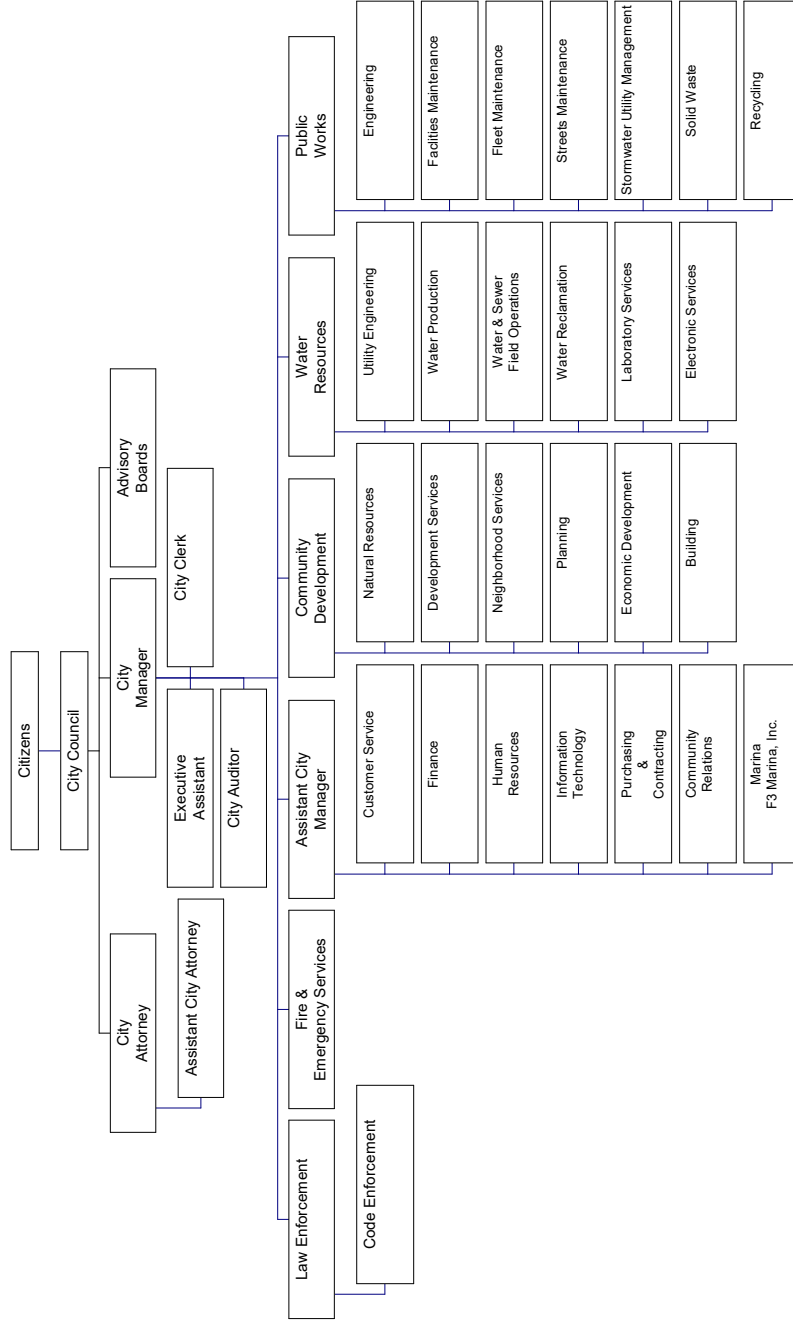 Citizens
City Council
City
Attorney
City
Manager
Advisory
Boards
Assistant City Attorney
Executive
Assistant
City Clerk
City Auditor
Law Enforcement
Fire &
Emergency Services
Assistant City
Manager
Community
Development
Water
Resources
Public
Works
Code Enforcement
Customer Service
Finance
Human
Resources
Information
Technology
Purchasing
&
Contracting
Community
Relations
Marina
F3 Marina, Inc.
Natural Resources
Development Services
Neighborhood Services
Planning
Economic Development
Building
Utility Engineering
Water Production
Water & Sewer
Field Operations
Water Reclamation
Laboratory Services
Electronic Services
Engineering
Facilities Maintenance
Fleet Maintenance
Streets Maintenance
Stormwater Utility Management
Solid Waste
Recycling